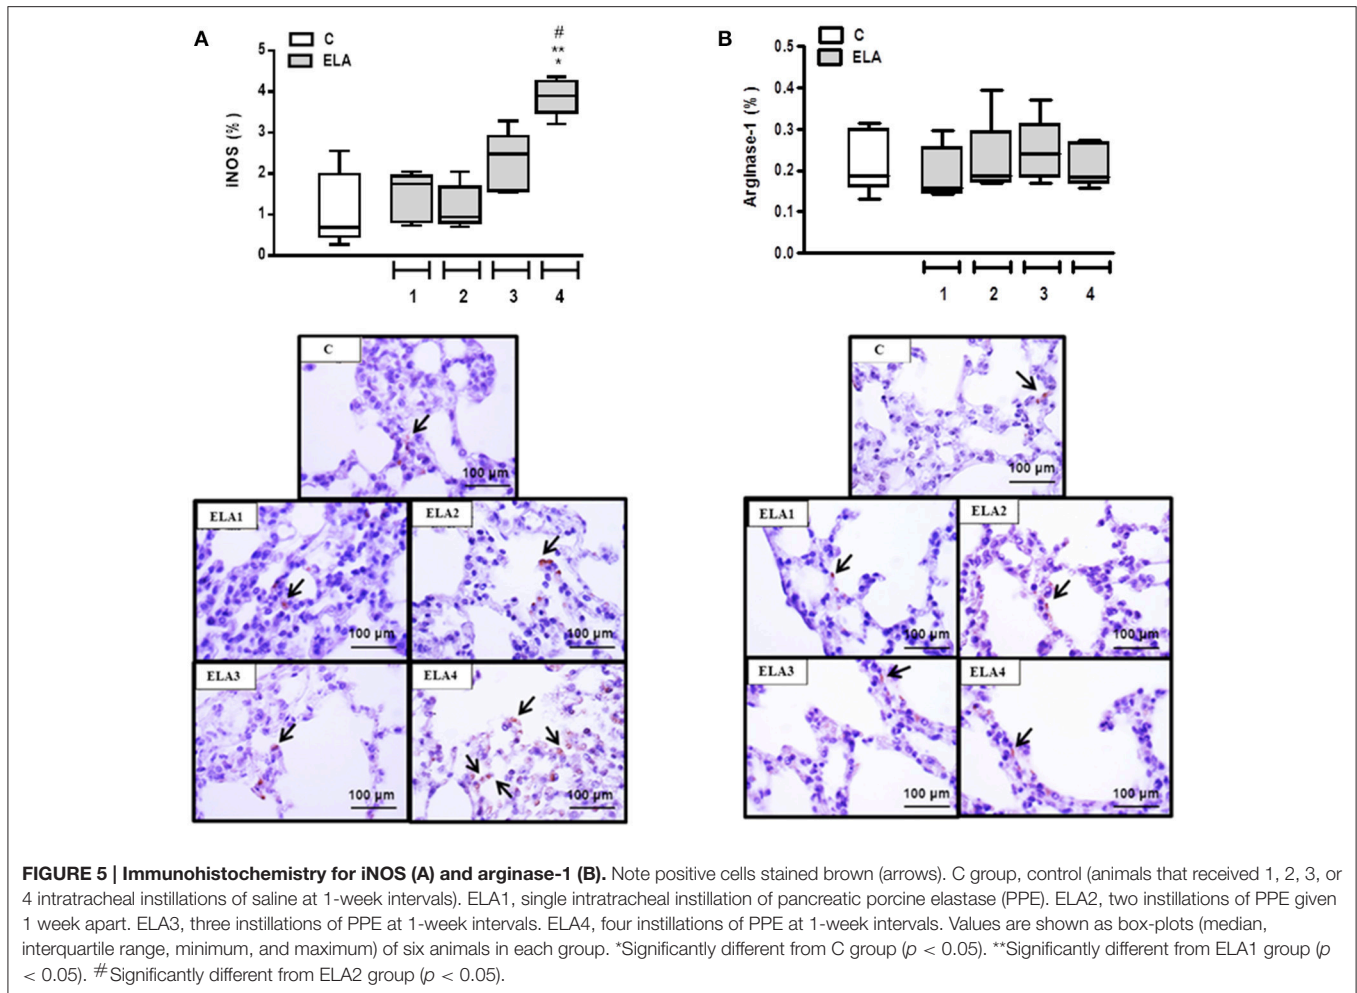 A
C
ELA
#
**
*
5
4
3
2
1
0
iNOS (%)
1 2 3 4
B
C
ELA
0.5
0.4
0.3
0.2
0.1
0.0
Arginase-1 (%)
1 2 3 4
C
100 µm
ELA1
100 µm
ELA2
100 µm
ELA3
100 µm
ELA4
100 µm
C
100 µm
ELA1
100 µm
ELA2
100 µm
ELA3
100 µm
ELA4
100 µm
FIGURE 5 | Immunohistochemistry for iNOS (A) and arginase-1 (B). Note positive cells stained brown (arrows). C group, control (animals that received 1, 2, 3, or
4 intratracheal instillations of saline at 1-week intervals). ELA1, single intratracheal instillation of pancreatic porcine elastase (PPE). ELA2, two instillations of PPE given
1 week apart. ELA3, three instillations of PPE at 1-week intervals. ELA4, four instillations of PPE at 1-week intervals. Values are shown as box-plots (median,
interquartile range, minimum, and maximum) of six animals in each group. *Significantly different from C group (p < 0.05). **Significantly different from ELA1 group (p
< 0.05). #Significantly different from ELA2 group (p < 0.05).